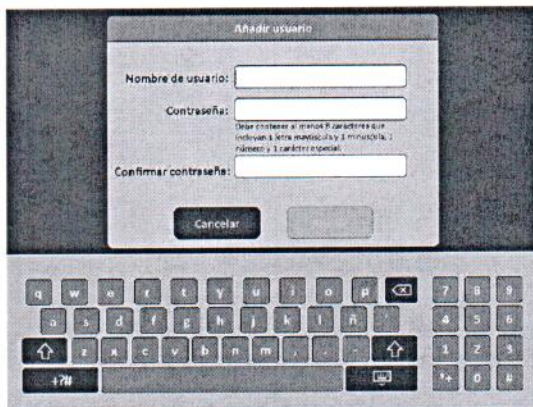 Añadir usuario
Nombre de usuario:
Contraseña:
Debe contener al menos 8 caracteres que
incluyan 1 letra mayúscula y 1 minúscula, 1
número y 1 carácter especial.
Confirmar contraseña:
Cancelar
q w e r t y u i o p 7 8 9
a s d f g h j k l ñ ' 4 5 6
z x c v b n m , . - 1 2 3
+?# *+ 0 #